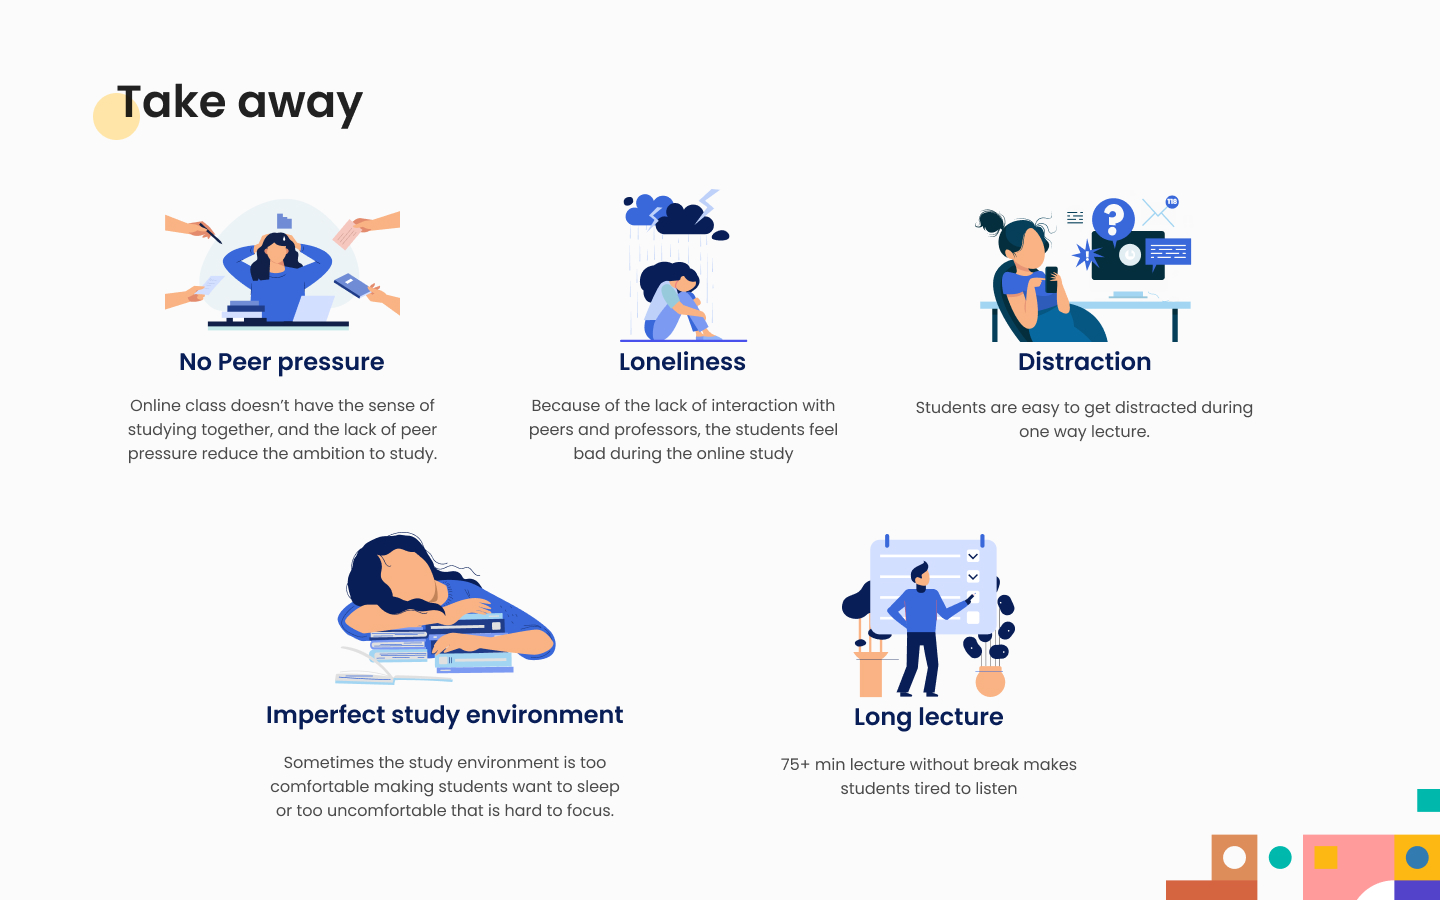 Take away
No Peer pressure
Online class doesn’t have the sense of
studying together, and the lack of peer
pressure reduce the ambition to study.
Loneliness
Because of the lack of interaction with
peers and professors, the students feel
bad during the online study
?
!
118
Distraction
Students are easy to get distracted during
one way lecture.
Imperfect study environment
Sometimes the study environment is too
comfortable making students want to sleep
or too uncomfortable that is hard to focus.
Long lecture
75+ min lecture without break makes
students tired to listen